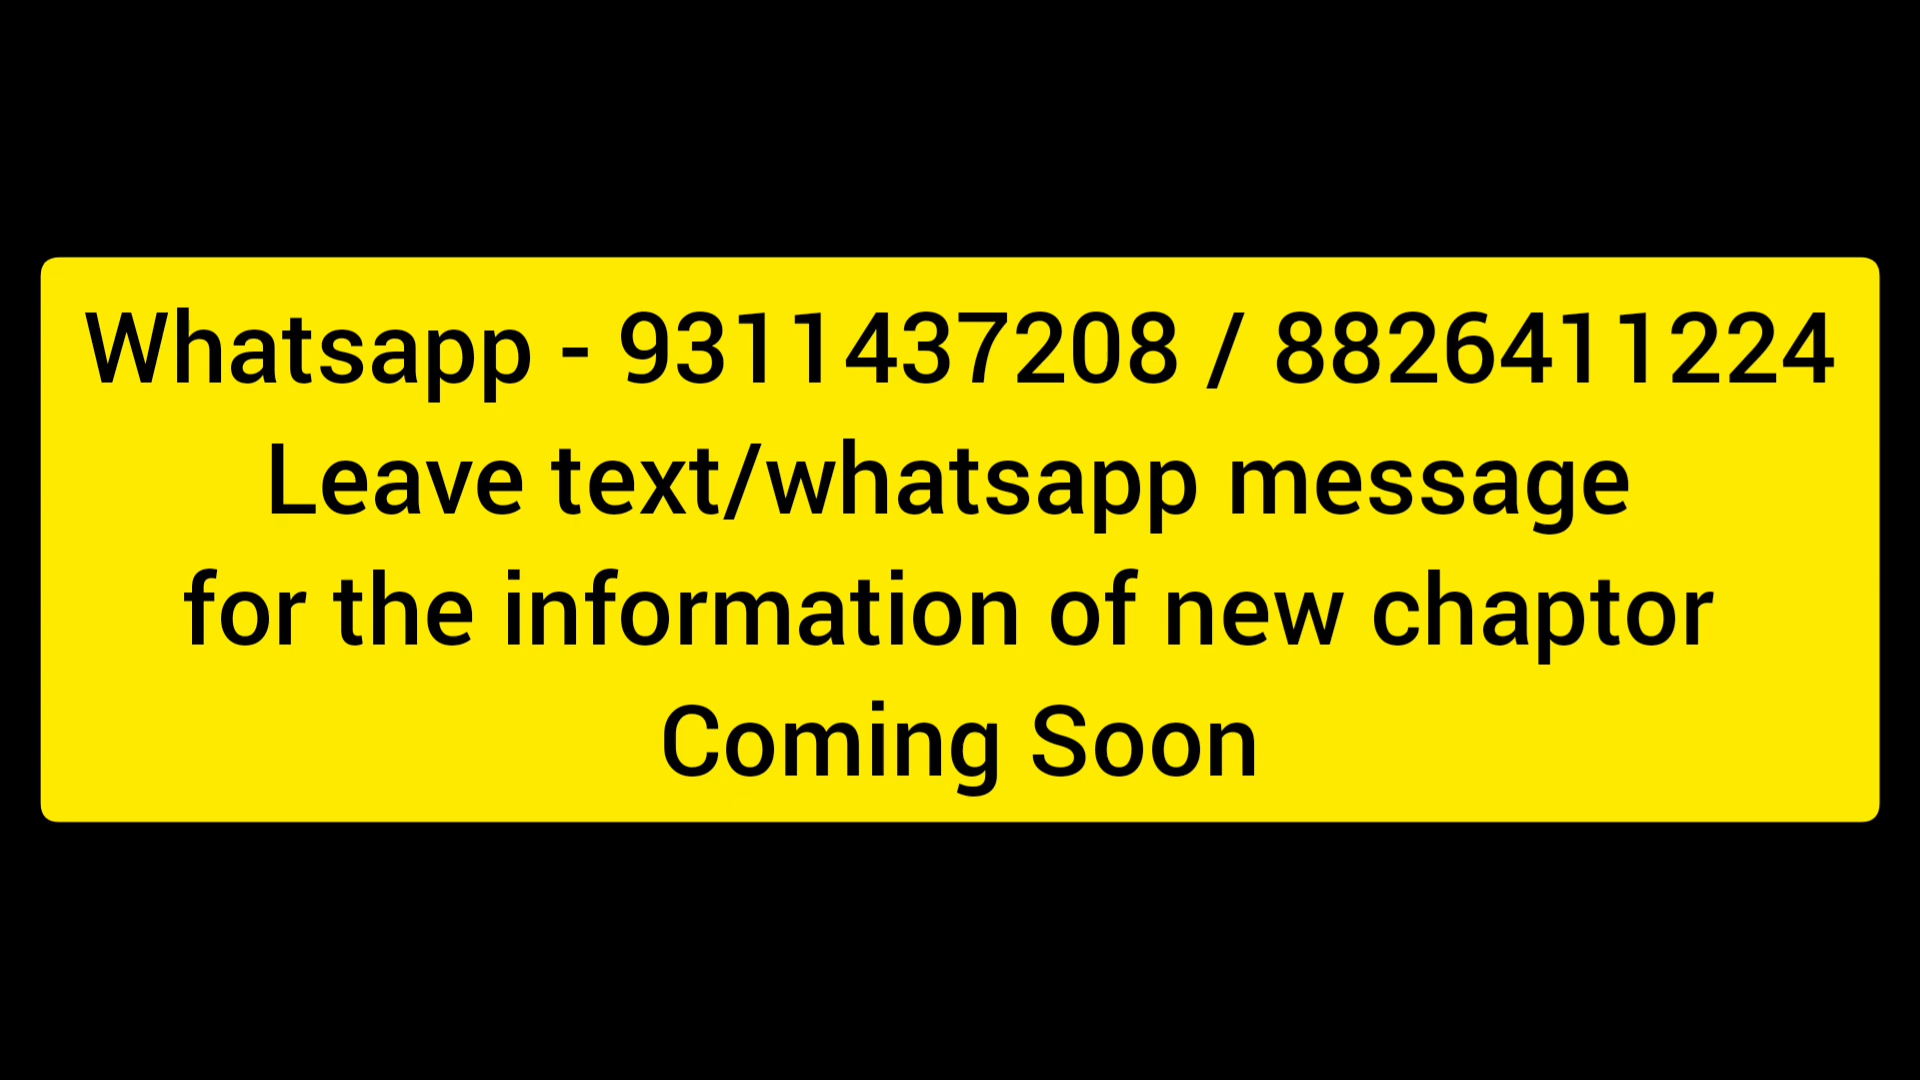 Whatsapp - 9311437208 / 8826411224
Leave text/whatsapp message
for the information of new chaptor
Coming Soon